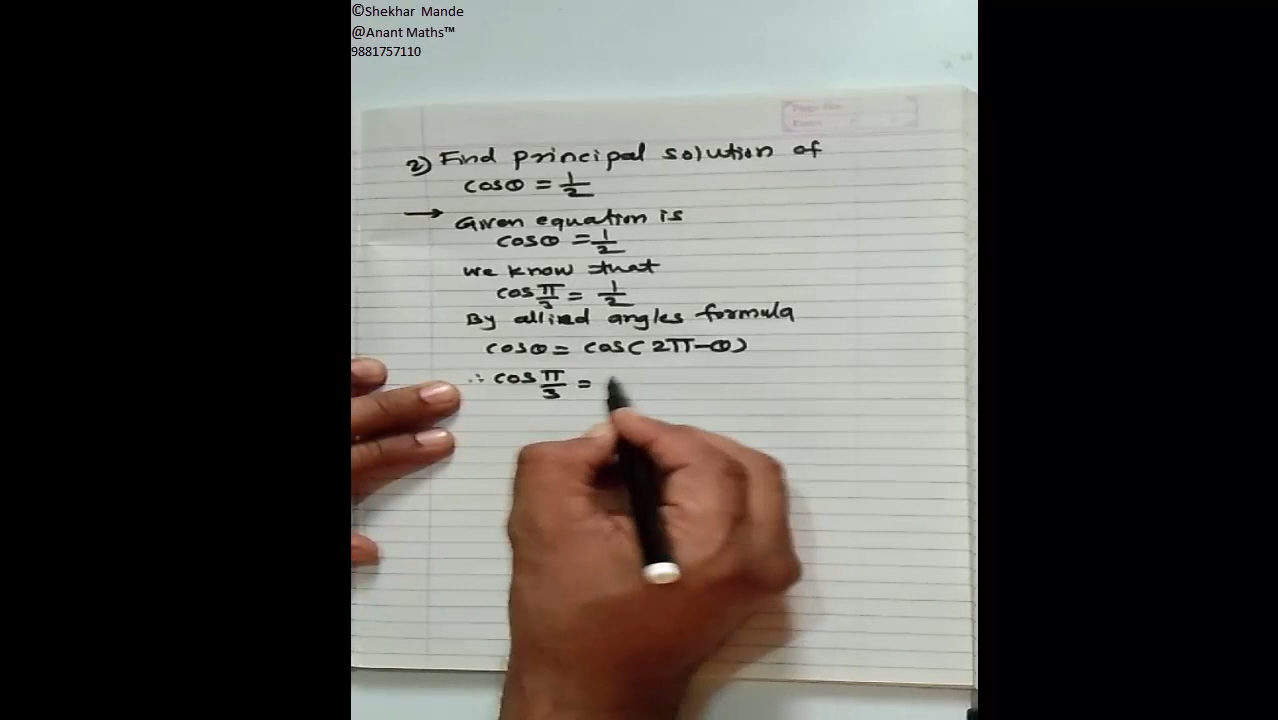 ©Shekhar Mande
@Anant Maths™
9881757110
2) Find principal solution of
cosθ = 1/2
→ Given equation is
cosθ = 1/2
we know that
cos π/3 = 1/2
By allied angles formula
cosθ = cos(2π-θ)
∴ cos π/3 =